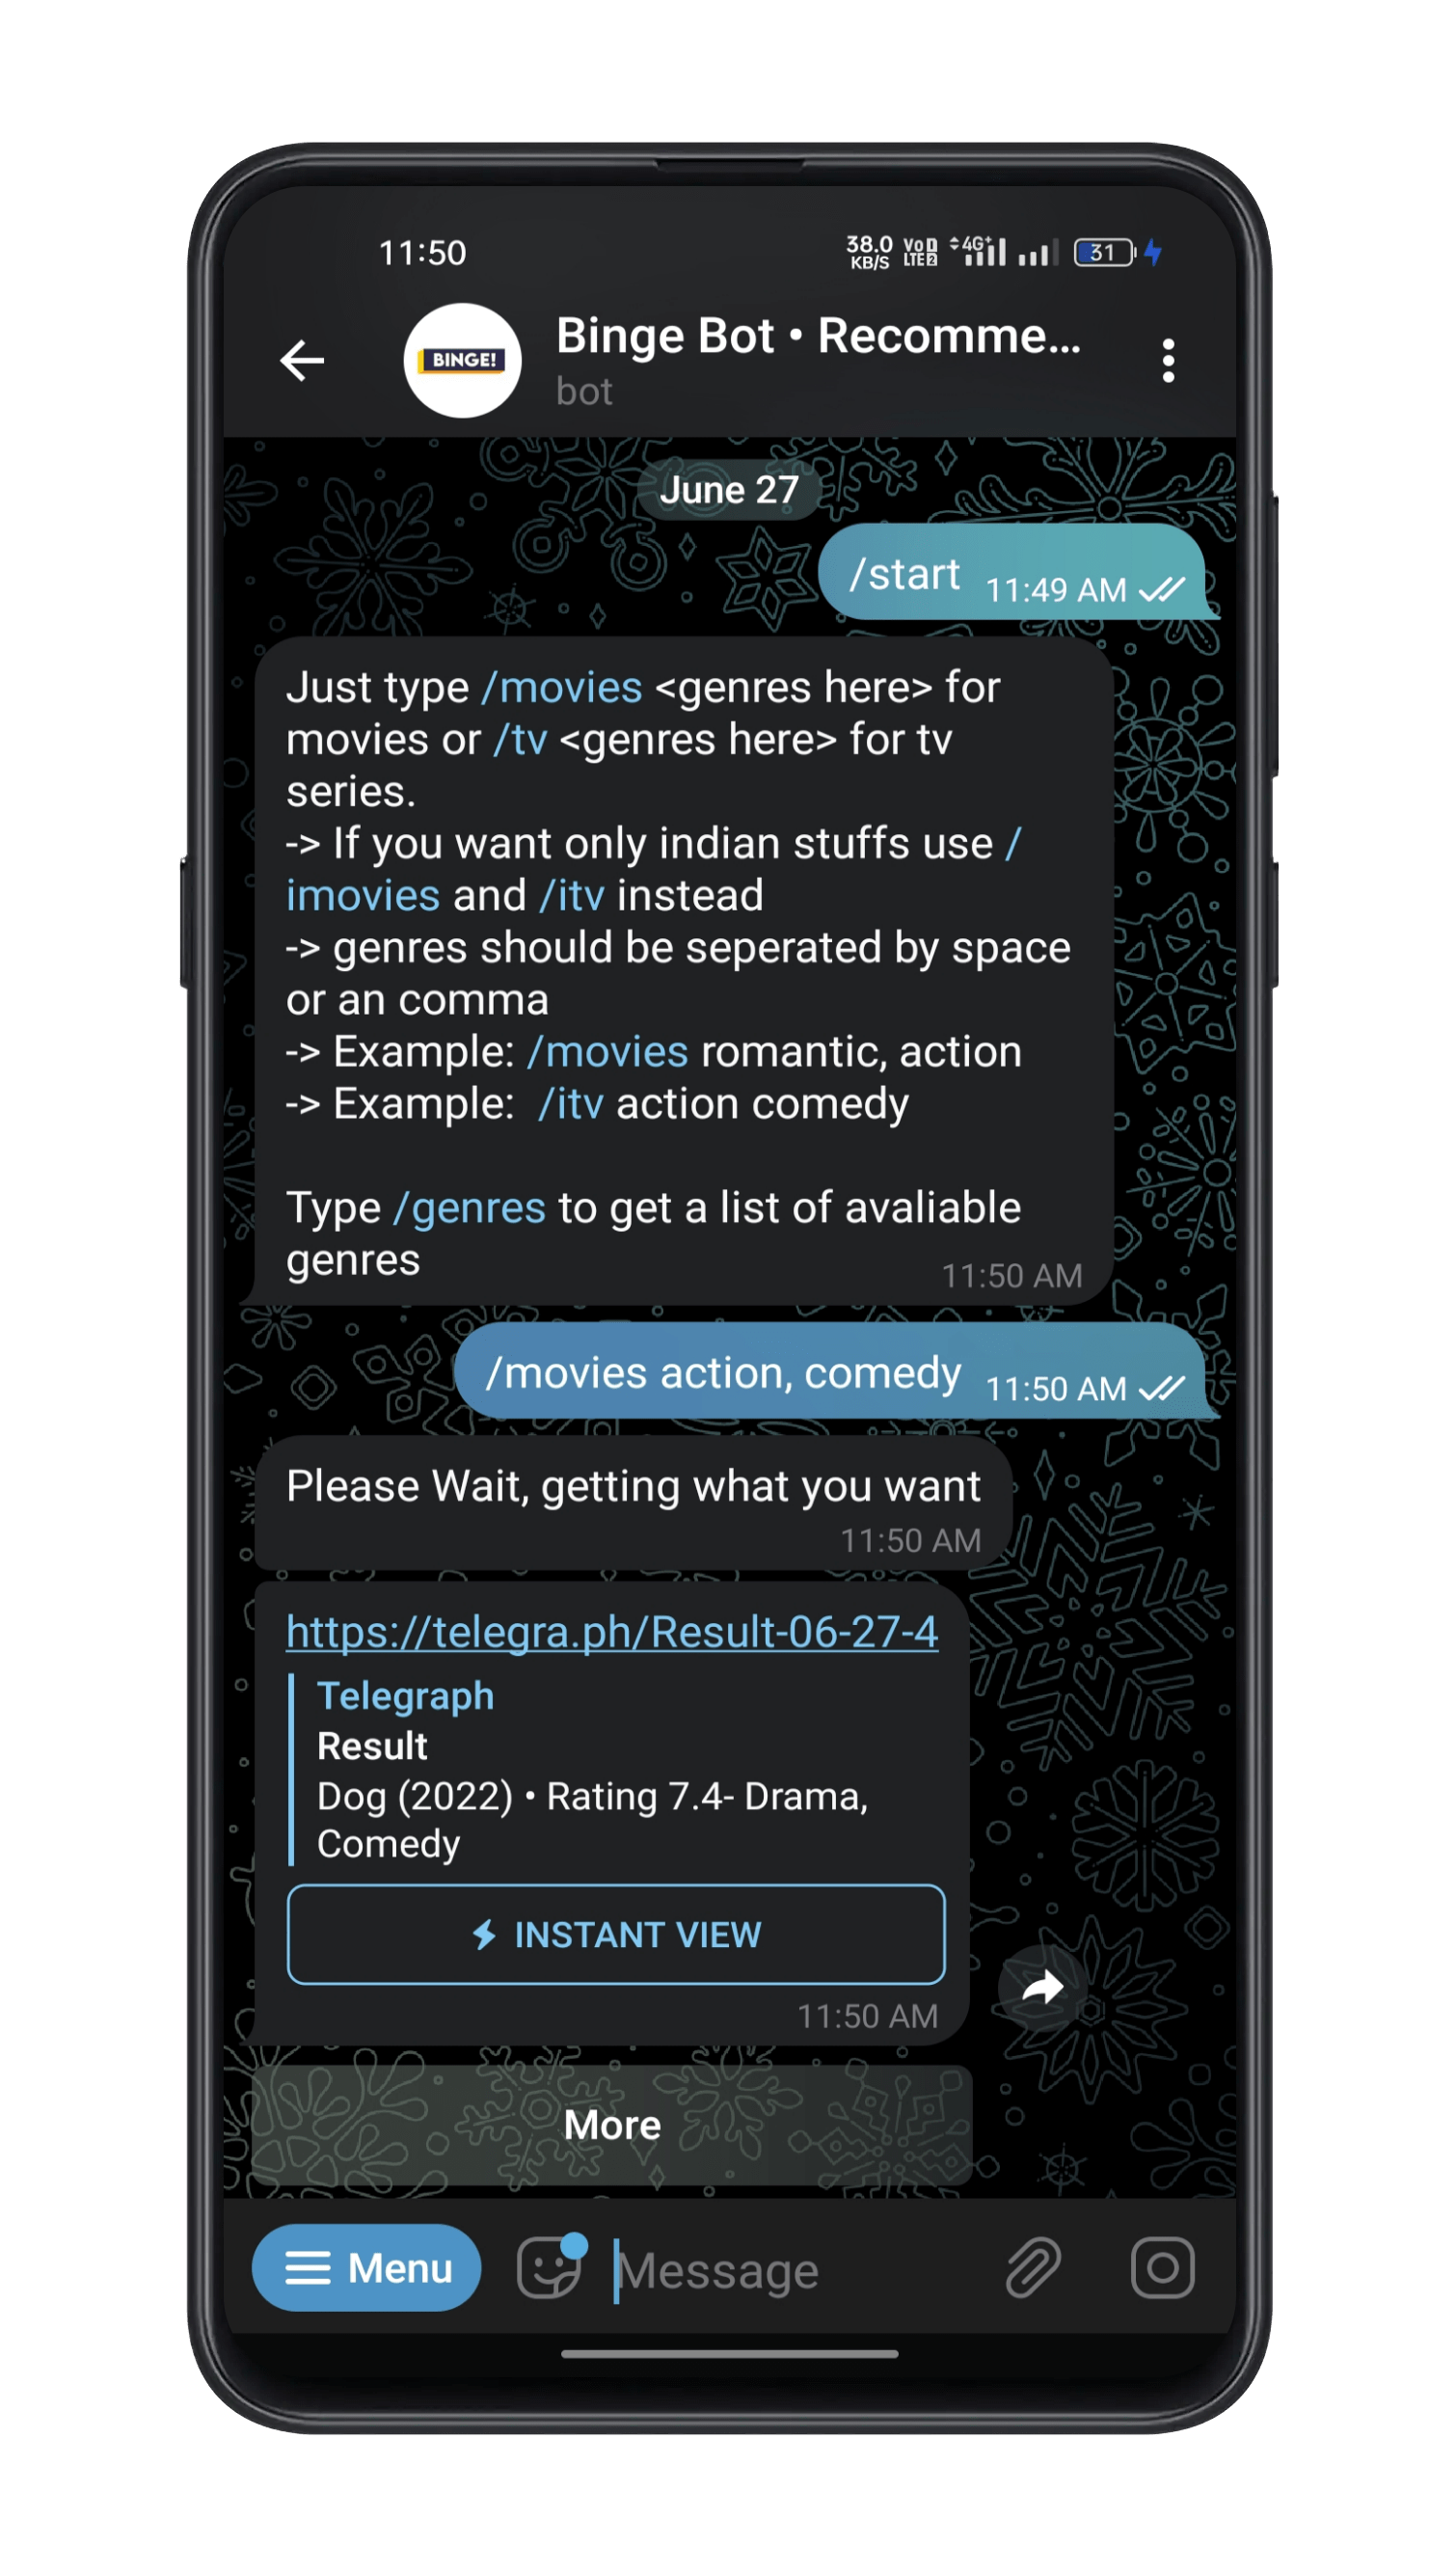 11:50
38.0 KB/S VoD LTE2 4G+ 31
BINGE!
Binge Bot • Recomme...
bot
June 27
/start 11:49 AM
Just type /movies <genres here> for
movies or /tv <genres here> for tv
series.
-> If you want only indian stuffs use /
imovies and /itv instead
-> genres should be seperated by space
or an comma
-> Example: /movies romantic, action
-> Example:  /itv action comedy
Type /genres to get a list of avaliable
genres
11:50 AM
/movies action, comedy 11:50 AM
Please Wait, getting what you want
11:50 AM
https://telegra.ph/Result-06-27-4
Telegraph
Result
Dog (2022) • Rating 7.4- Drama,
Comedy
INSTANT VIEW
11:50 AM
More
Menu
Message